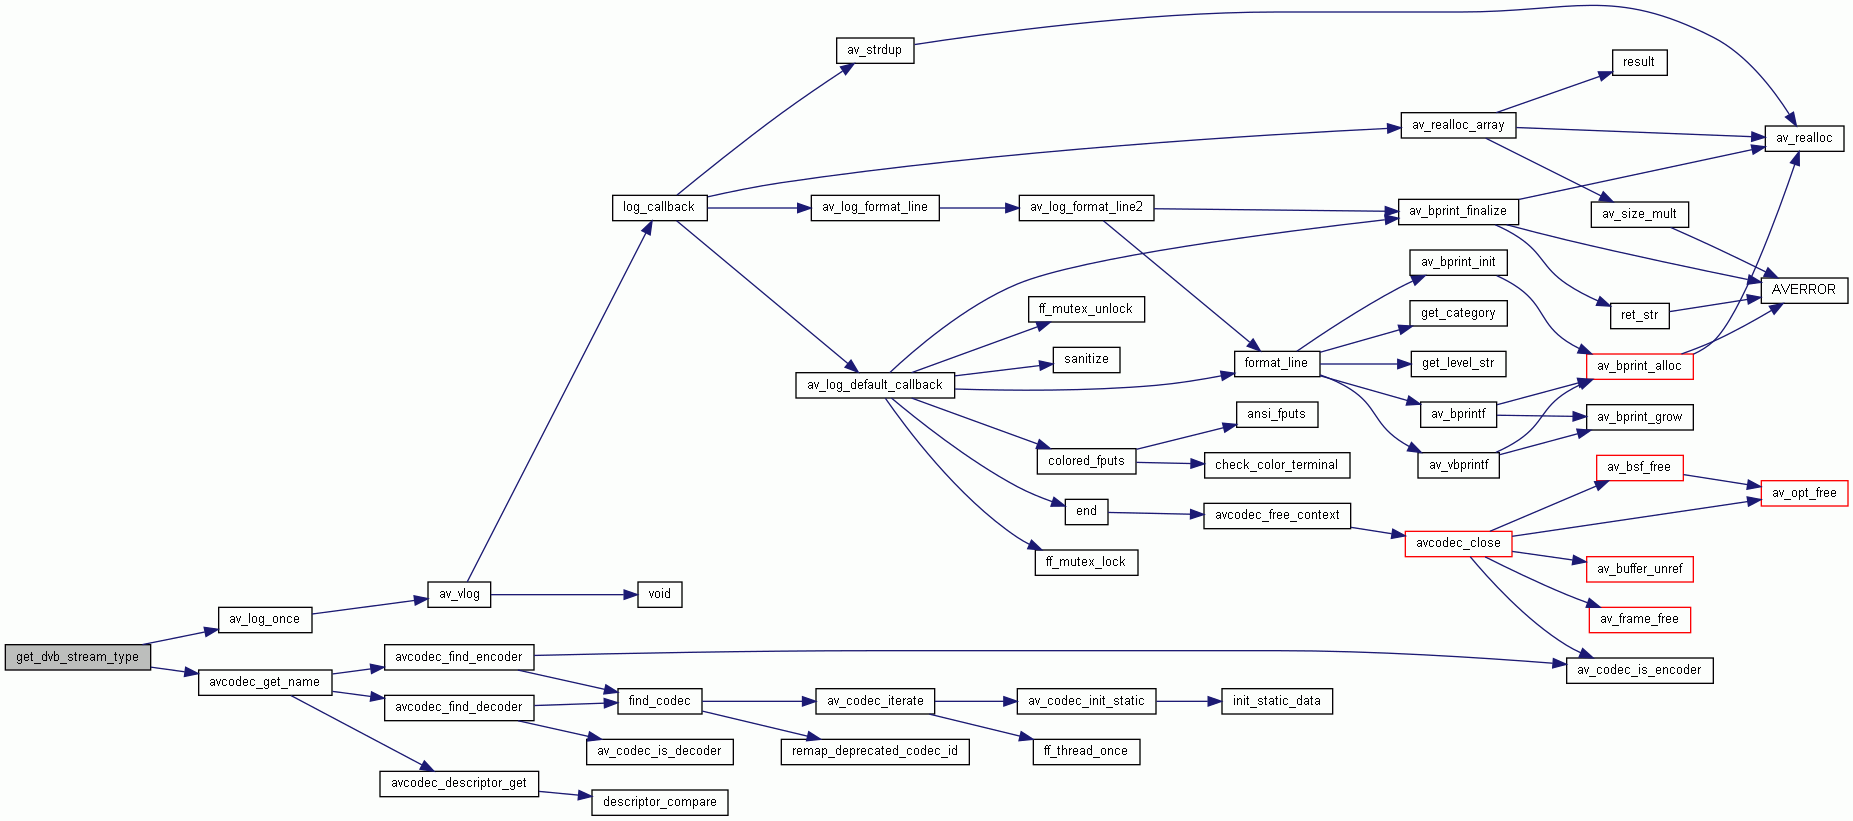 av_strdup
result
av_realloc_array
av_realloc
log_callback
av_log_format_line
av_log_format_line2
av_bprint_finalize
av_size_mult
av_bprint_init
AVERROR
ff_mutex_unlock
get_category
ret_str
sanitize
format_line
get_level_str
av_bprint_alloc
av_log_default_callback
ansi_fputs
av_bprintf
av_bprint_grow
colored_fputs
check_color_terminal
av_vbprintf
av_bsf_free
av_opt_free
end
avcodec_free_context
avcodec_close
ff_mutex_lock
av_buffer_unref
av_vlog
void
av_log_once
av_frame_free
get_dvb_stream_type
avcodec_find_encoder
av_codec_is_encoder
avcodec_get_name
avcodec_find_decoder
find_codec
av_codec_iterate
av_codec_init_static
init_static_data
av_codec_is_decoder
remap_deprecated_codec_id
ff_thread_once
avcodec_descriptor_get
descriptor_compare